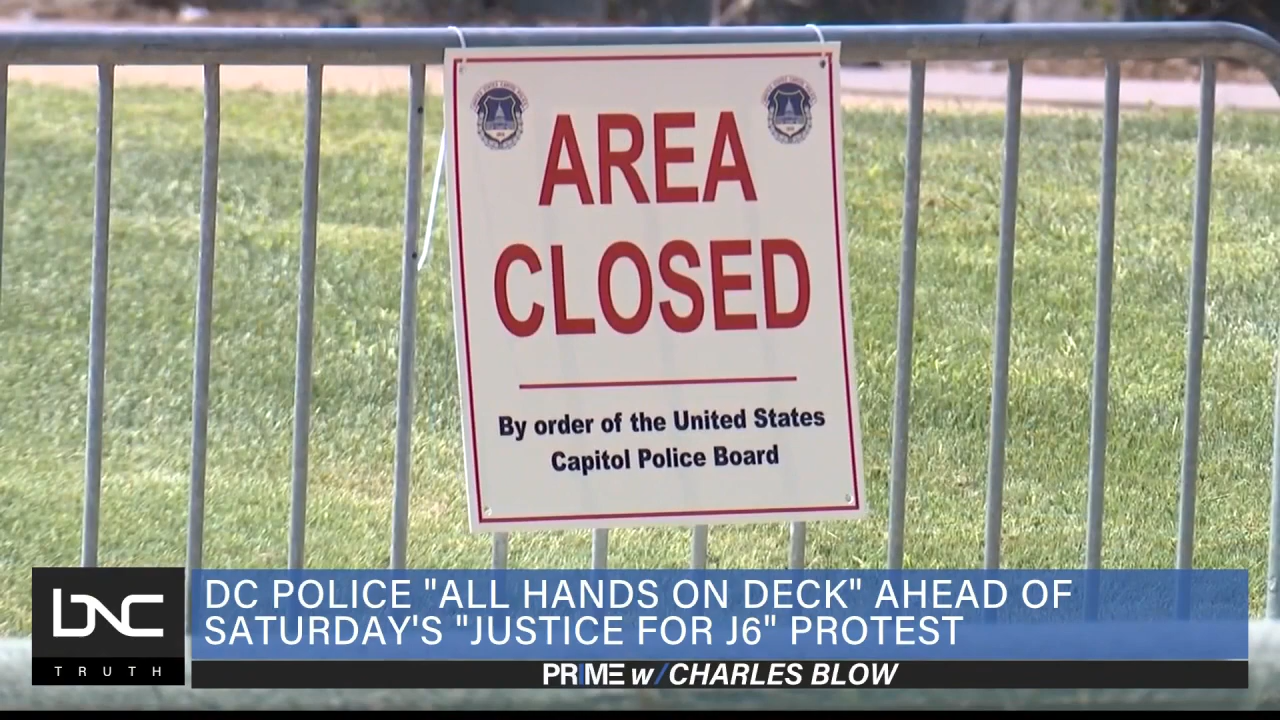 AREA
CLOSED
By order of the United States
Capitol Police Board
BNC
TRUTH
DC POLICE "ALL HANDS ON DECK" AHEAD OF
SATURDAY'S "JUSTICE FOR J6" PROTEST
PRIME w/CHARLES BLOW